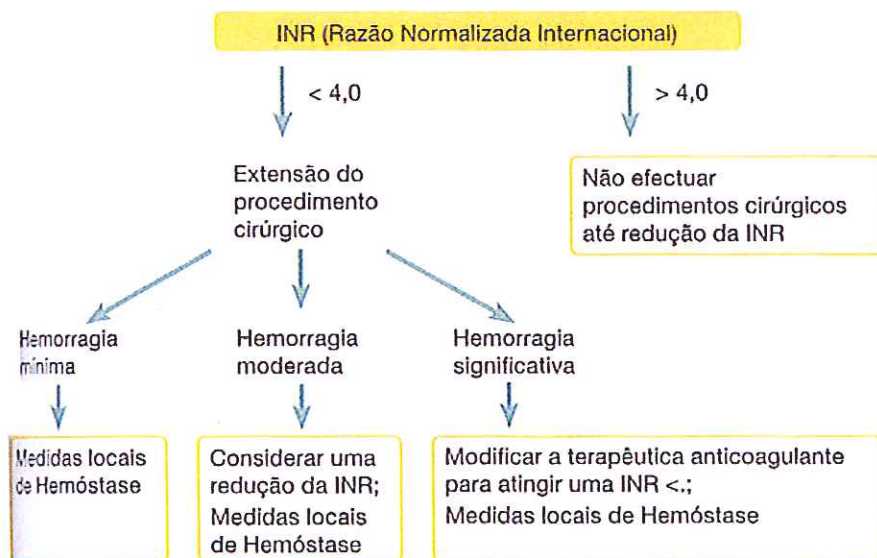 INR (Razão Normalizada Internacional)
< 4,0
> 4,0
Extensão do
procedimento
cirúrgico
Não efectuar
procedimentos cirúrgicos
até redução da INR
Hemorragia
mínima
Hemorragia
moderada
Hemorragia
significativa
Medidas locais
de Hemóstase
Considerar uma
redução da INR;
Medidas locais
de Hemóstase
Modificar a terapêutica anticoagulante
para atingir uma INR <.;
Medidas locais de Hemóstase